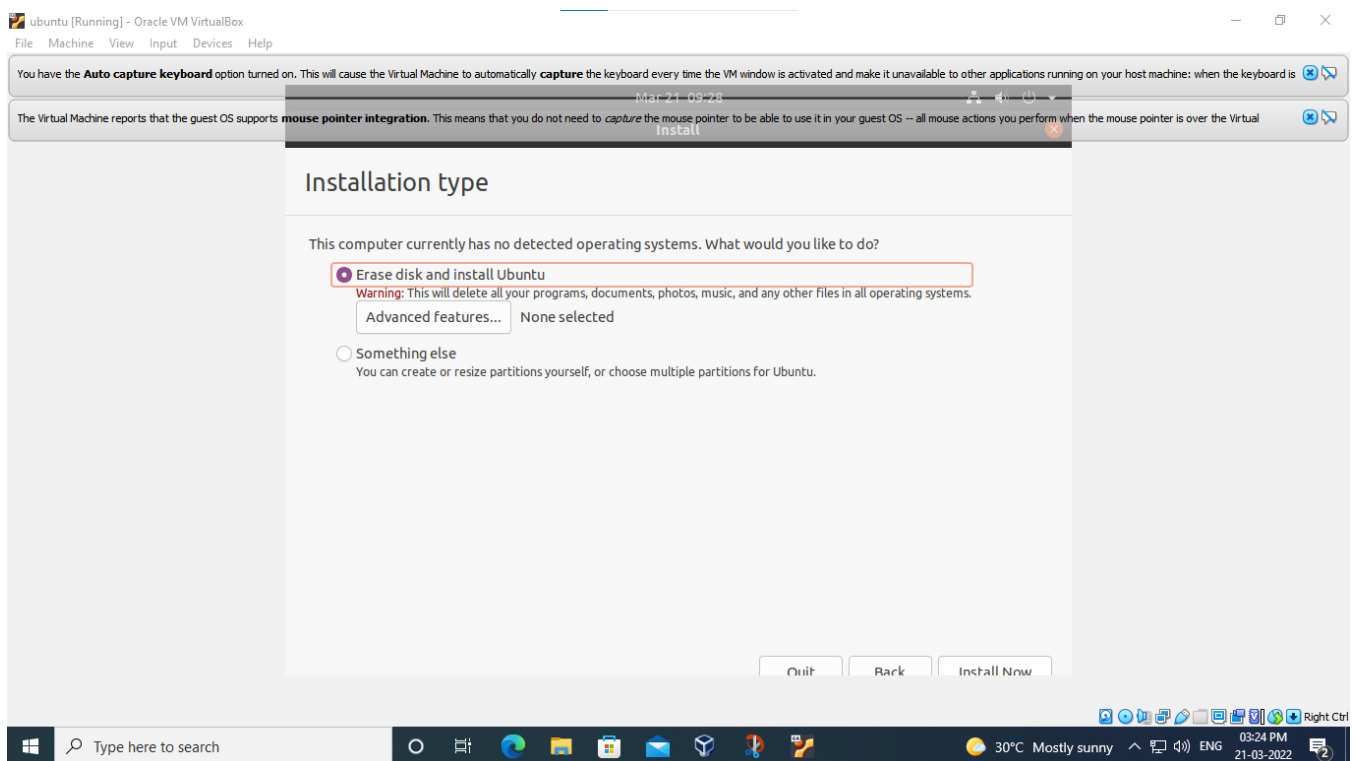 ubuntu [Running] - Oracle VM VirtualBox
File Machine View Input Devices Help
You have the Auto capture keyboard option turned on. This will cause the Virtual Machine to automatically capture the keyboard every time the VM window is activated and make it unavailable to other applications running on your host machine: when the keyboard is
Mar 21 09:28
The Virtual Machine reports that the guest OS supports mouse pointer integration. This means that you do not need to capture the mouse pointer to be able to use it in your guest OS -- all mouse actions you perform when the mouse pointer is over the Virtual
Install
Installation type
This computer currently has no detected operating systems. What would you like to do?
Erase disk and install Ubuntu
Warning: This will delete all your programs, documents, photos, music, and any other files in all operating systems.
Advanced features... None selected
Something else
You can create or resize partitions yourself, or choose multiple partitions for Ubuntu.
Quit Back Install Now
Right Ctrl
Type here to search
30°C Mostly sunny
ENG
03:24 PM
21-03-2022
2